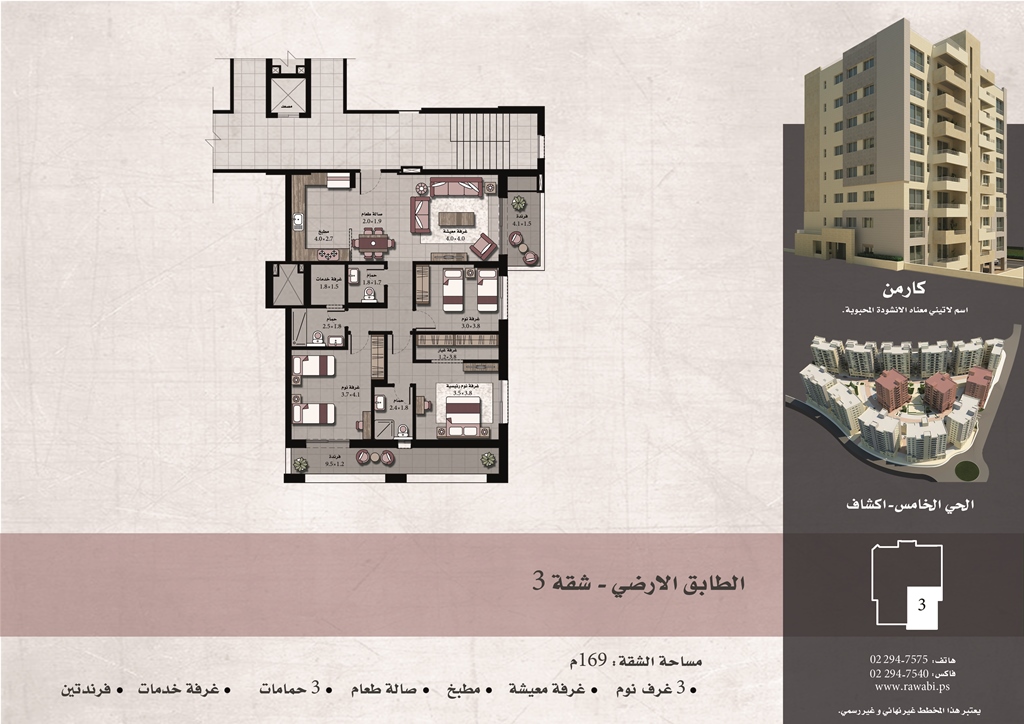 مصعد
صالة طعام
2.0*1.9
مطبخ
4.0*2.7
غرفة معيشة
4.0*4.0
فرندة
4.1*1.5
غرفة خدمات
1.8*1.5
حمام
1.8*1.7
غرفة نوم
3.0*3.8
حمام
2.5*1.8
غرفة غيار
1.2*3.8
غرفة نوم
3.7*4.1
غرفة نوم رئيسية
3.5*3.8
حمام
2.4*1.8
فرندة
9.5*1.2
كارمن
اسم لاتيني معناه الانشودة المحبوبة.
الحي الخامس-اكشاف
3
هاتف: 02 294-7575
فاكس: 02 294-7540
www.rawabi.ps
يعتبر هذا المخطط غير نهائي و غير رسمي.
الطابق الارضي - شقة 3
مساحة الشقة: 169م
• 3 غرف نوم • غرفة معيشة • مطبخ • صالة طعام • 3 حمامات • غرفة خدمات • فرندتين